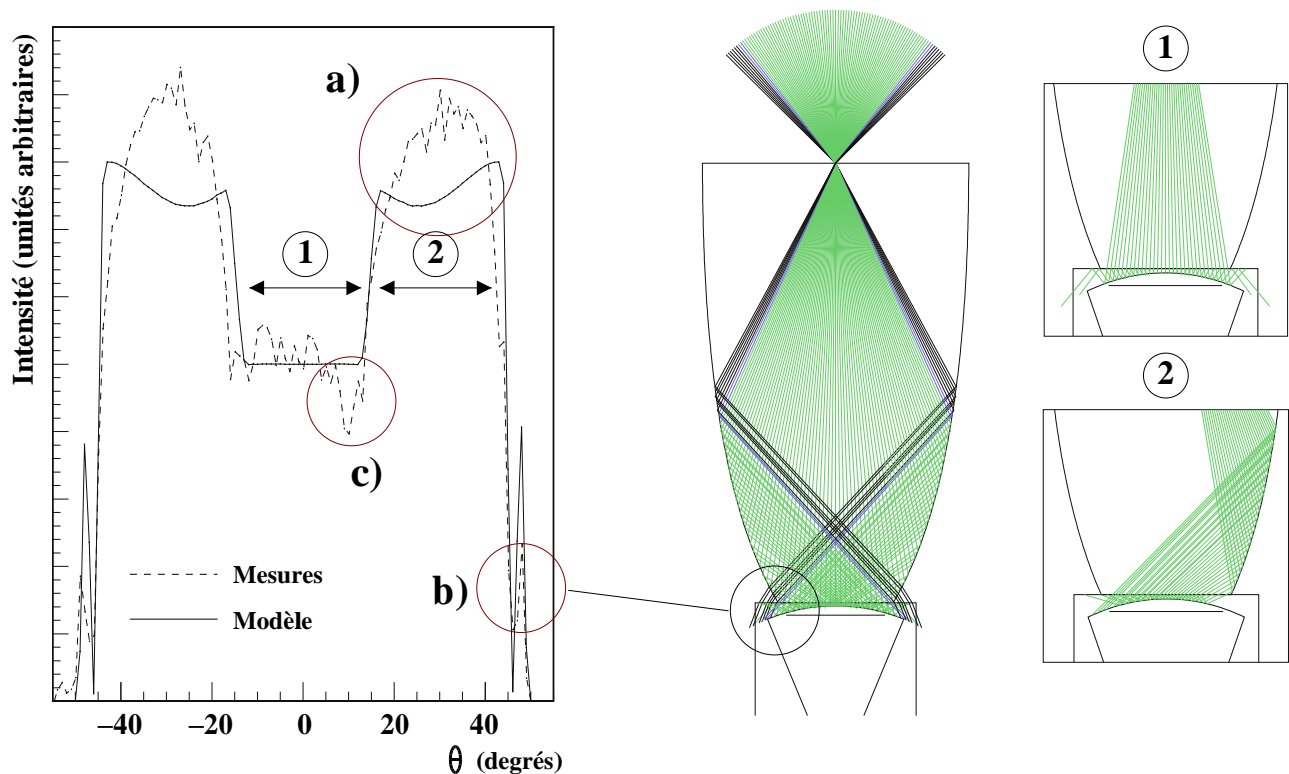 Intensité (unités arbitraires)
a)
1
2
c)
b)
Mesures
Modèle
−40
−20
0
20
40
θ (degrés)
1
2